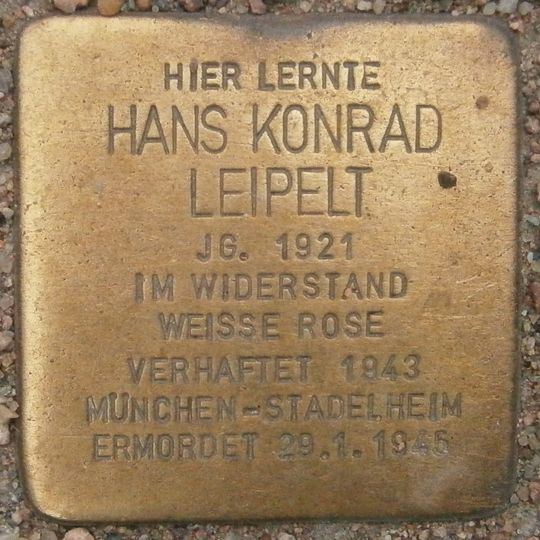 HIER LERNTE
HANS KONRAD
LEIPELT
JG. 1921
IM WIDERSTAND
WEISSE ROSE
VERHAFTET 1943
MÜNCHEN-STADELHEIM
ERMORDET 29.1.1945